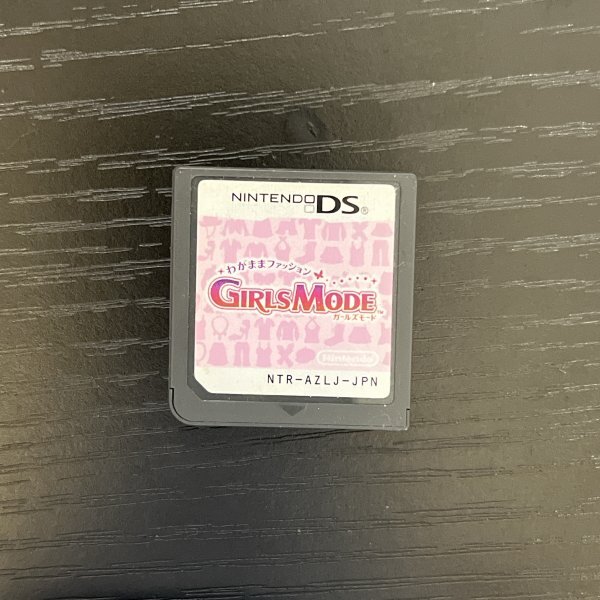 NINTENDO DS®
わがままファッション
GIRLS MODE™
ガールズモード
Nintendo
NTR-AZLJ-JPN